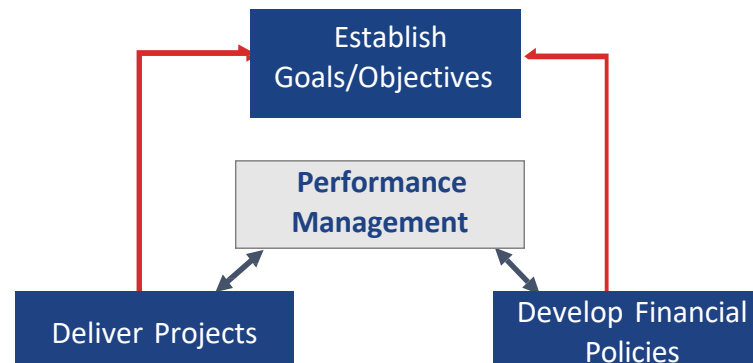 Establish
Goals/Objectives
Performance
Management
Deliver Projects
Develop Financial
Policies